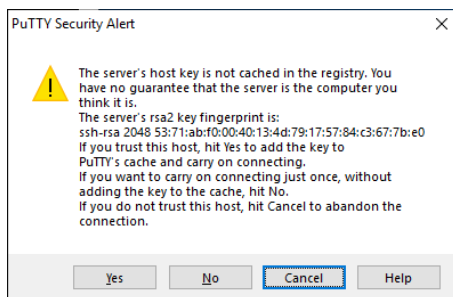 PuTTY Security Alert
The server's host key is not cached in the registry. You
have no guarantee that the server is the computer you
think it is.
The server's rsa2 key fingerprint is:
ssh-rsa 2048 53:71:ab:f0:00:40:13:4d:79:17:57:84:c3:67:7b:e0
If you trust this host, hit Yes to add the key to
PuTTY's cache and carry on connecting.
If you want to carry on connecting just once, without
adding the key to the cache, hit No.
If you do not trust this host, hit Cancel to abandon the
connection.
Yes No Cancel Help